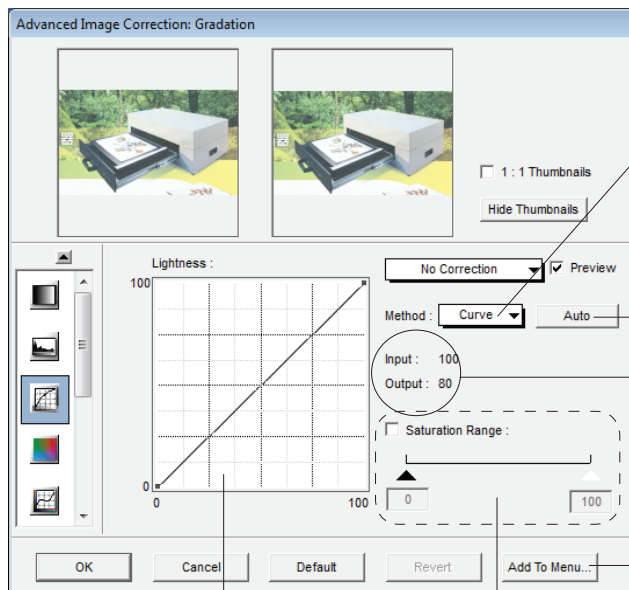 Advanced Image Correction: Gradation
1 : 1 Thumbnails
Hide Thumbnails
Lightness :
100
0
0
100
No Correction
Preview
Method :
Curve
Auto
Input : 100
Output : 80
Saturation Range :
0
100
OK
Cancel
Default
Revert
Add To Menu...